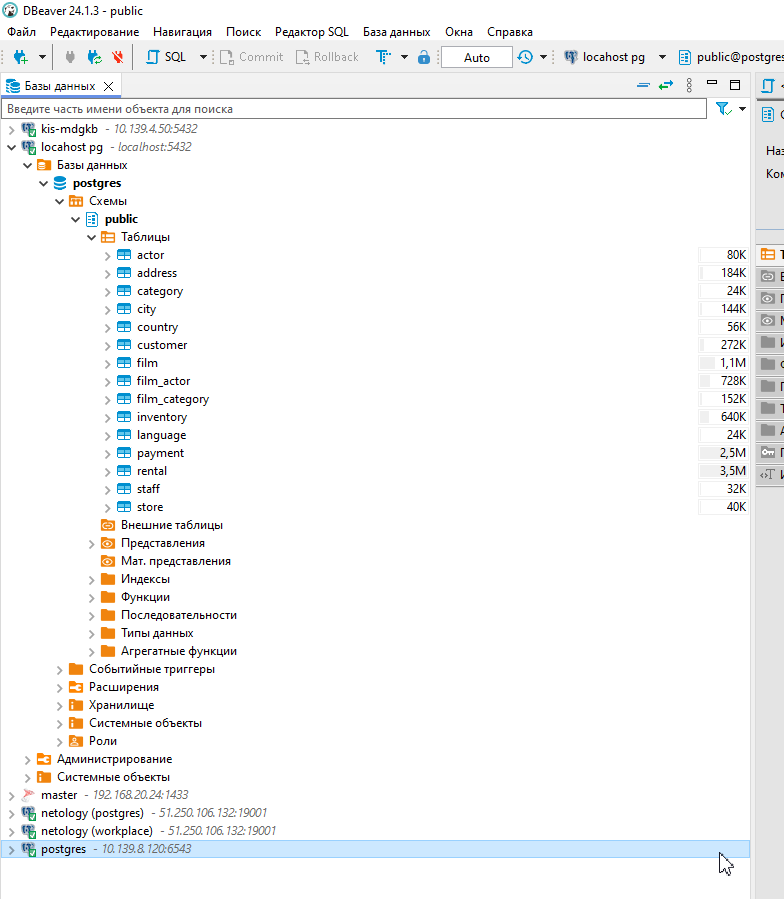 DBeaver 24.1.3 - public
Файл Редактирование Навигация Поиск Редактор SQL База данных Окна Справка
SQL Commit Rollback Auto locahost pg public@postgres
Базы данных
Введите часть имени объекта для поиска
kis-mdgkb - 10.139.4.50:5432
locahost pg - localhost:5432
Базы данных
postgres
Схемы
public
Таблицы
actor 80K
address 184K
category 24K
city 144K
country 56K
customer 272K
film 1,1M
film_actor 728K
film_category 152K
inventory 640K
language 24K
payment 2,5M
rental 3,5M
staff 32K
store 40K
Внешние таблицы
Представления
Мат. представления
Индексы
Функции
Последовательности
Типы данных
Агрегатные функции
Событийные триггеры
Расширения
Хранилище
Системные объекты
Роли
Администрирование
Системные объекты
master - 192.168.20.24:1433
netology (postgres) - 51.250.106.132:19001
netology (workplace) - 51.250.106.132:19001
postgres - 10.139.8.120:6543